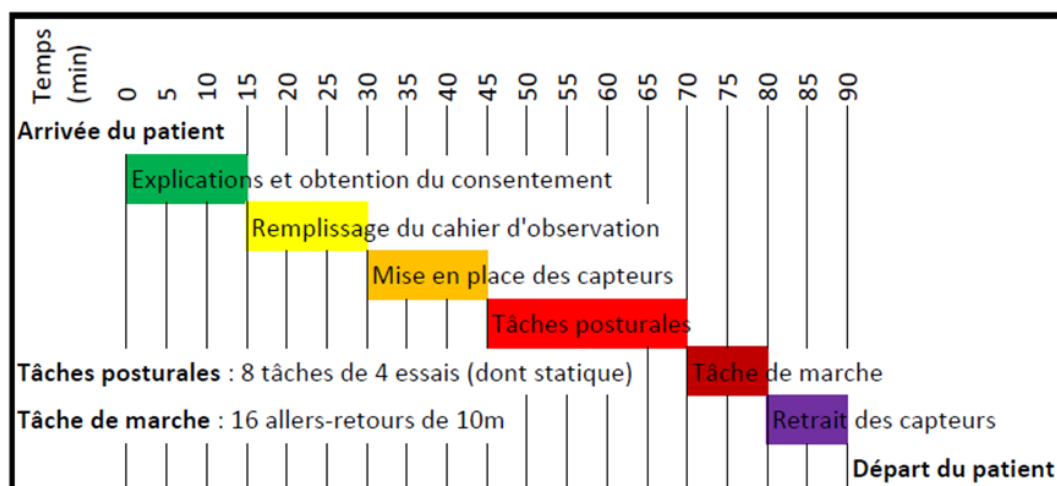 Temps
(min)
0 5 10 15 20 25 30 35 40 45 50 55 60 65 70 75 80 85 90
Arrivée du patient
Explications et obtention du consentement
Remplissage du cahier d'observation
Mise en place des capteurs
Tâches posturales
Tâches posturales : 8 tâches de 4 essais (dont statique)
Tâche de marche
Tâche de marche : 16 allers-retours de 10m
Retrait des capteurs
Départ du patient